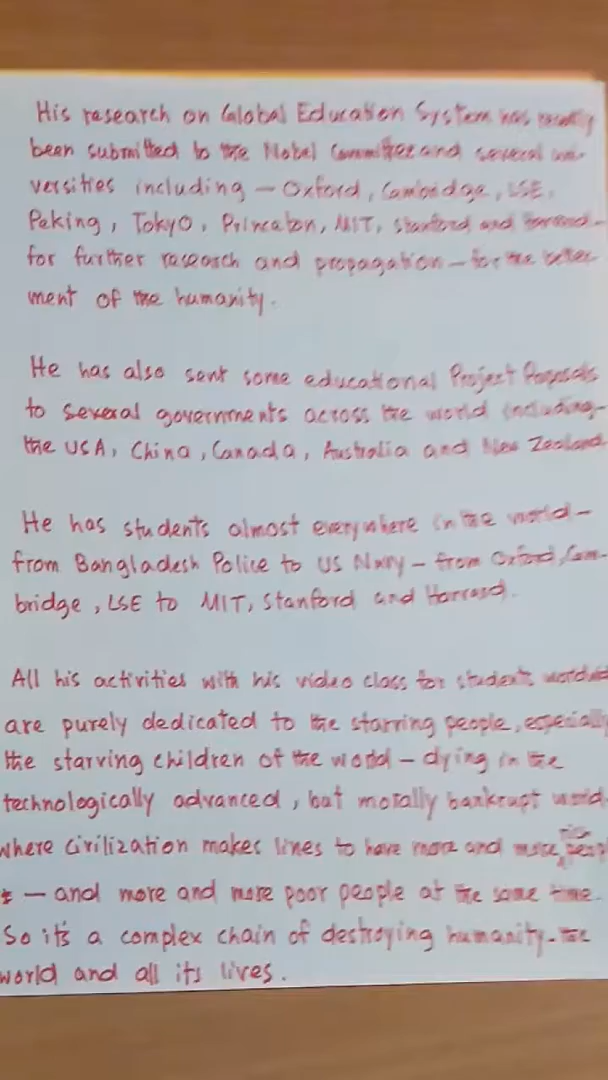 His research on Global Education System has recently
been submitted to the Nobel Committee and several uni-
versities including – Oxford, Cambridge, LSE,
Peking, Tokyo, Princeton, MIT, Stanford and Harvard –
for further research and propagation – for the better-
ment of the humanity.
He has also sent some educational Project Proposals
to several governments across the world including –
the USA, China, Canada, Australia and New Zealand.
He has students almost everywhere in the world –
from Bangladesh Police to US Navy – from Oxford, Cam-
bridge, LSE to MIT, Stanford and Harvard.
All his activities with his video class for students worldwide
are purely dedicated to the starving people, especially
the starving children of the world – dying in the
technologically advanced, but morally bankrupt world.
where civilization makes lines to have more and more rich peopl
– and more and more poor people at the same time.
So it's a complex chain of destroying humanity – the
world and all its lives.